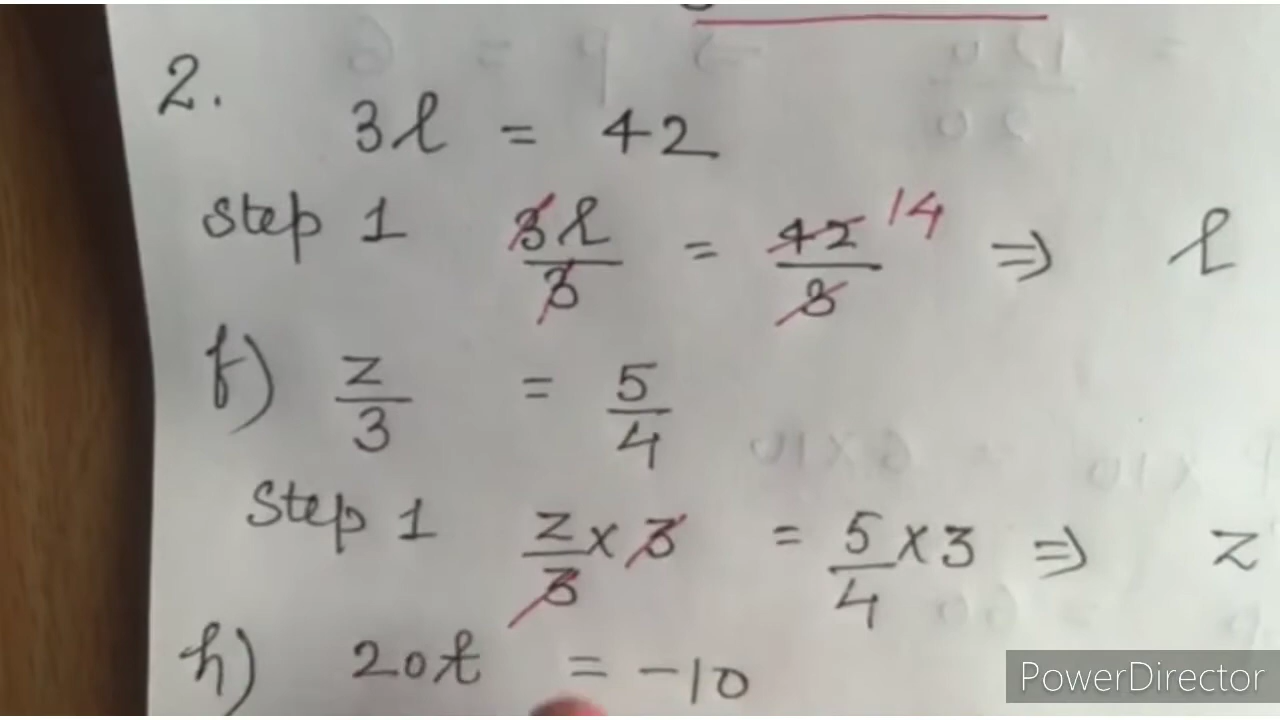 2.
3l = 42
step 1 3l/3 = 42/3 14 ⇒ l
f) z/3 = 5/4
Step 1 z/3 × 3 = 5/4 × 3 ⇒ z
h) 20t = -10
PowerDirector